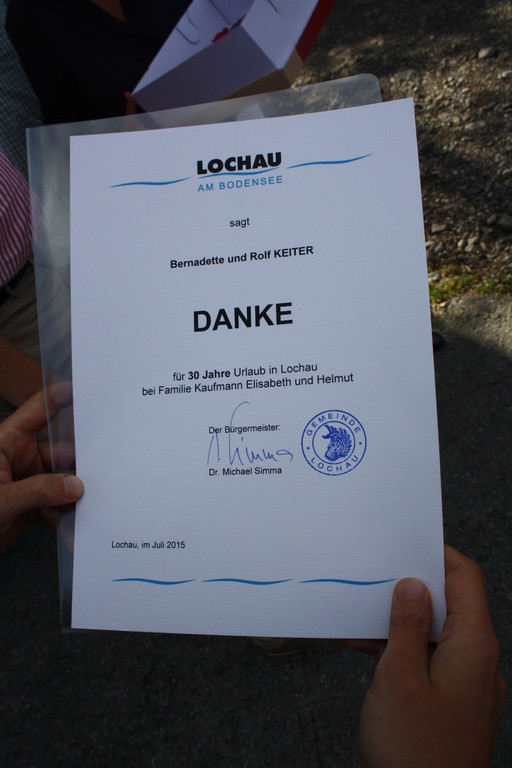 LOCHAU
AM BODENSEE
sagt
Bernadette und Rolf KEITER
DANKE
für 30 Jahre Urlaub in Lochau
bei Familie Kaufmann Elisabeth und Helmut
Der Bürgermeister:
Dr. Michael Simma
GEMEINDE
LOCHAU
Lochau, im Juli 2015